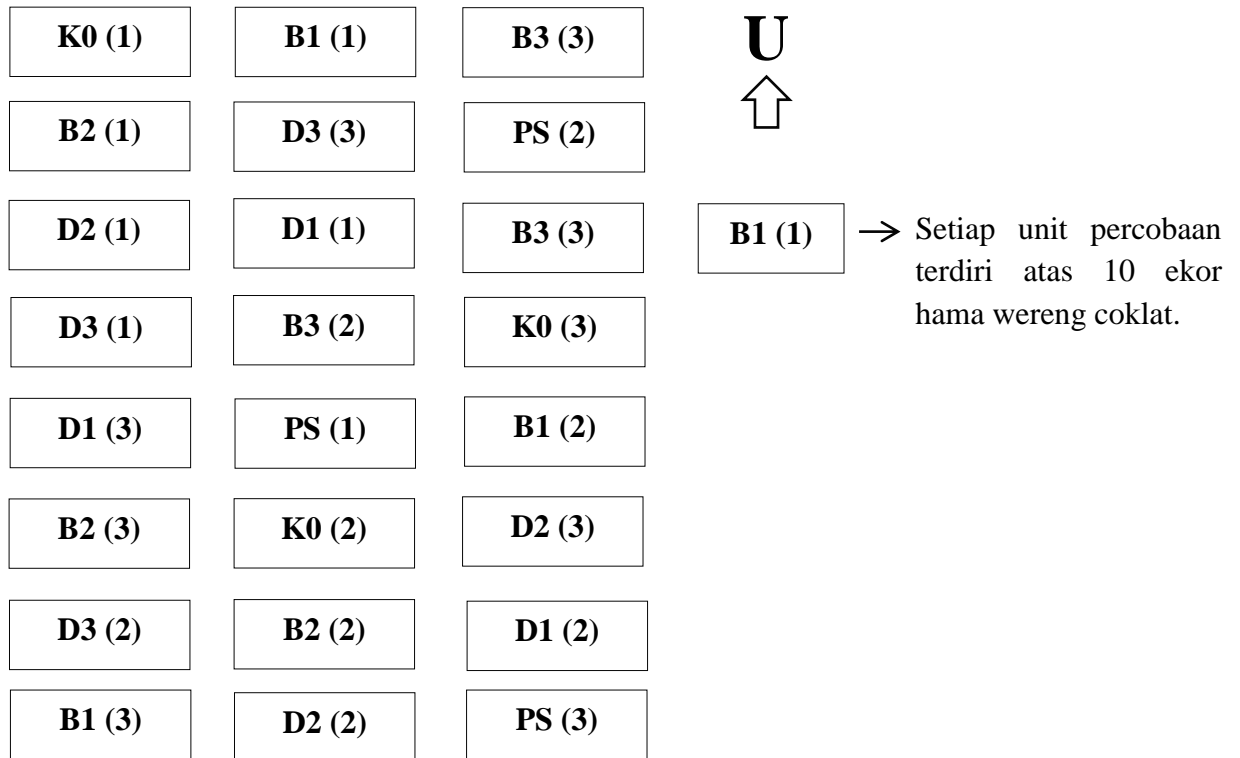 K0 (1)
B1 (1)
B3 (3)
U
B2 (1)
D3 (3)
PS (2)
D2 (1)
D1 (1)
B3 (3)
B1 (1)
Setiap unit percobaan
terdiri atas 10 ekor
hama wereng coklat.
D3 (1)
B3 (2)
K0 (3)
D1 (3)
PS (1)
B1 (2)
B2 (3)
K0 (2)
D2 (3)
D3 (2)
B2 (2)
D1 (2)
B1 (3)
D2 (2)
PS (3)